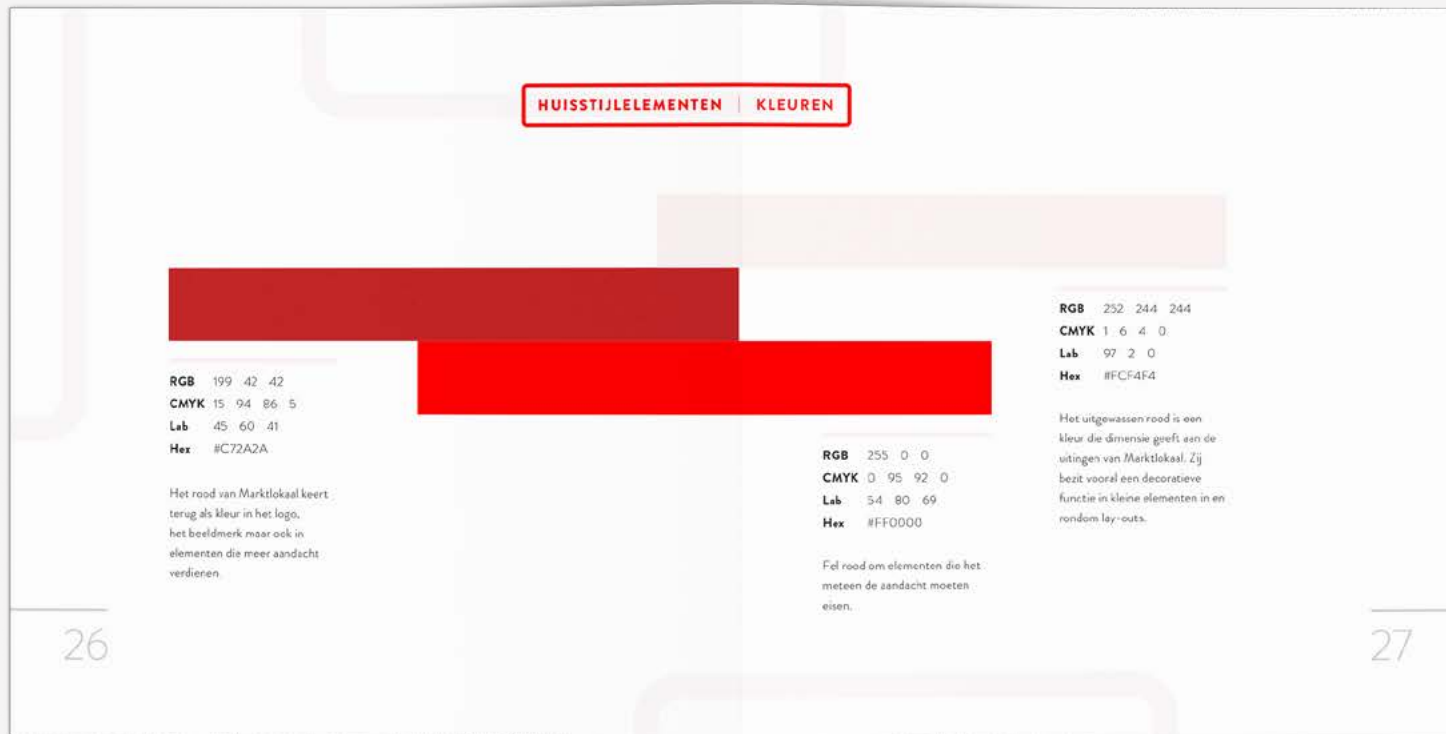 HUISSTIJLELEMENTEN | KLEUREN
RGB 199 42 42
CMYK 15 94 86 5
Lab 45 60 41
Hex #C72A2A
Het rood van Marktlokaal keert
terug als kleur in het logo,
het beeldmerk maar ook in
elementen die meer aandacht
verdienen
RGB 255 0 0
CMYK 0 95 92 0
Lab 54 80 69
Hex #FF0000
Fel rood om elementen die het
meteen de aandacht moeten
eisen.
RGB 252 244 244
CMYK 1 6 4 0
Lab 97 2 0
Hex #FCF4F4
Het uitgewassen rood is een
kleur die dimensie geeft aan de
uitingen van Marktlokaal. Zij
bezit vooral een decoratieve
functie in kleine elementen in en
rondom lay-outs.
26
27